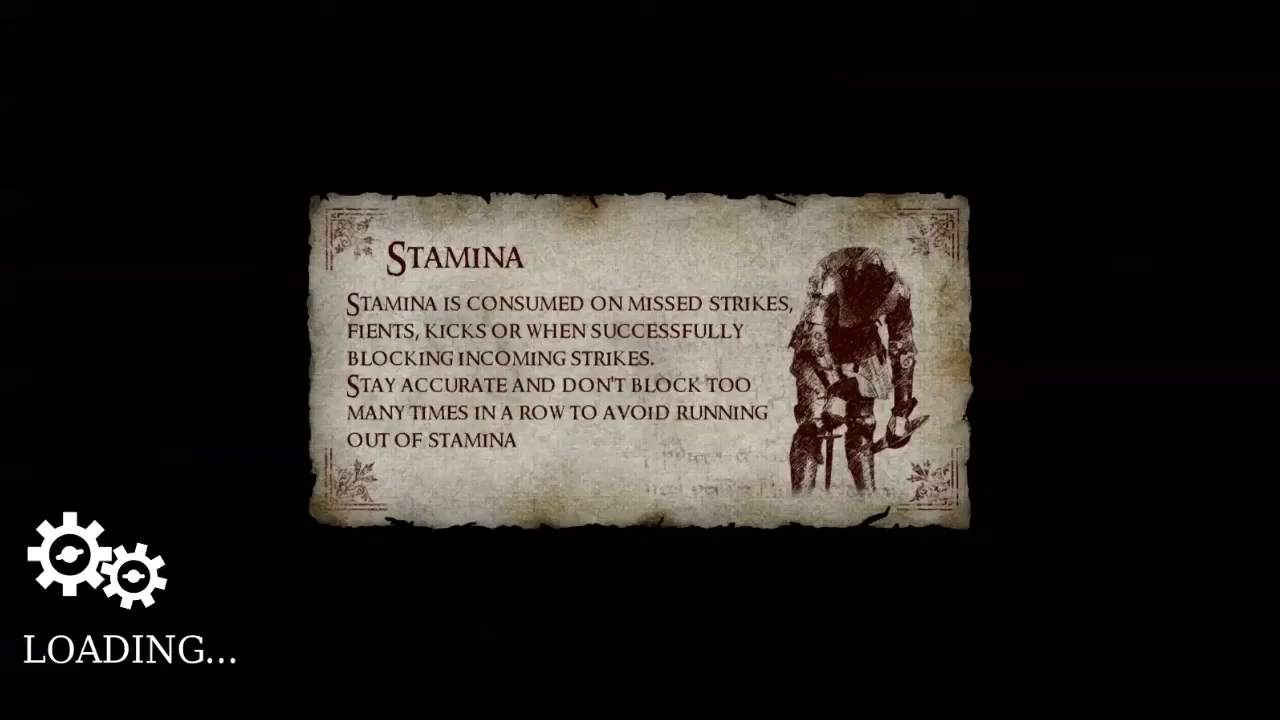 STAMINA
STAMINA IS CONSUMED ON MISSED STRIKES,
FIENTS, KICKS OR WHEN SUCCESSFULLY
BLOCKING INCOMING STRIKES.
STAY ACCURATE AND DON'T BLOCK TOO
MANY TIMES IN A ROW TO AVOID RUNNING
OUT OF STAMINA
LOADING...